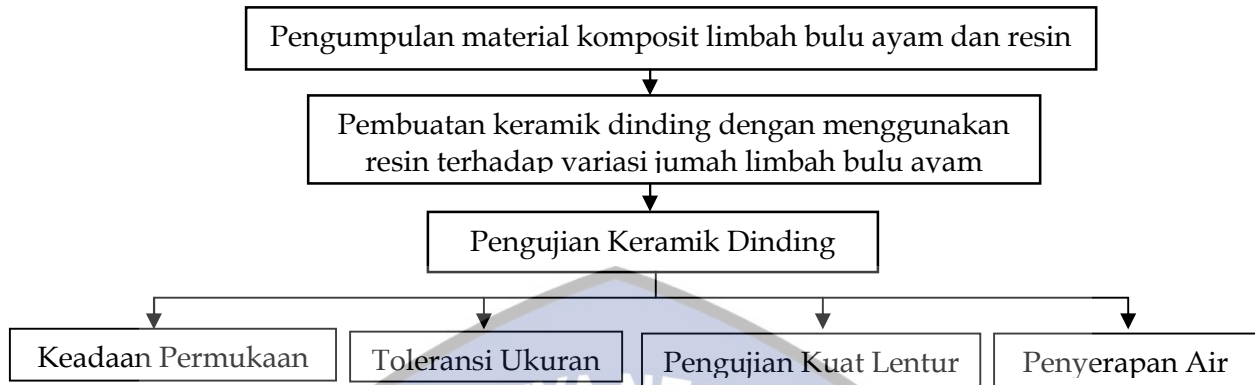 Pengumpulan material komposit limbah bulu ayam dan resin
Pembuatan keramik dinding dengan menggunakan
resin terhadap variasi jumah limbah bulu ayam
Pengujian Keramik Dinding
Keadaan Permukaan
Toleransi Ukuran
Pengujian Kuat Lentur
Penyerapan Air